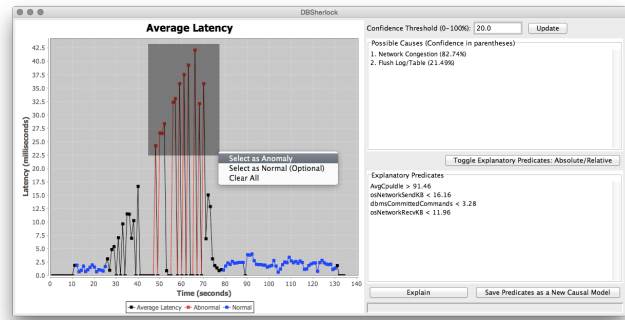 DBSherlock
Average Latency
Latency (milliseconds)
42.5
40.0
37.5
35.0
32.5
30.0
27.5
25.0
22.5
20.0
17.5
15.0
12.5
10.0
7.5
5.0
2.5
0.0
0 10 20 30 40 50 60 70 80 90 100 110 120 130 140
Time (seconds)
Average Latency Abnormal Normal
Select as Anomaly
Select as Normal (Optional)
Clear All
Confidence Threshold (0-100%): 20.0 Update
Possible Causes (Confidence in parentheses)
1. Network Congestion (82.74%)
2. Flush Log/Table (21.49%)
Toggle Explanatory Predicates: Absolute/Relative
Explanatory Predicates
AvgCpuIdle > 91.46
osNetworkSendKB < 16.16
dbmsCommittedCommands < 3.28
osNetworkRecvKB < 11.96
Explain Save Predicates as a New Causal Model